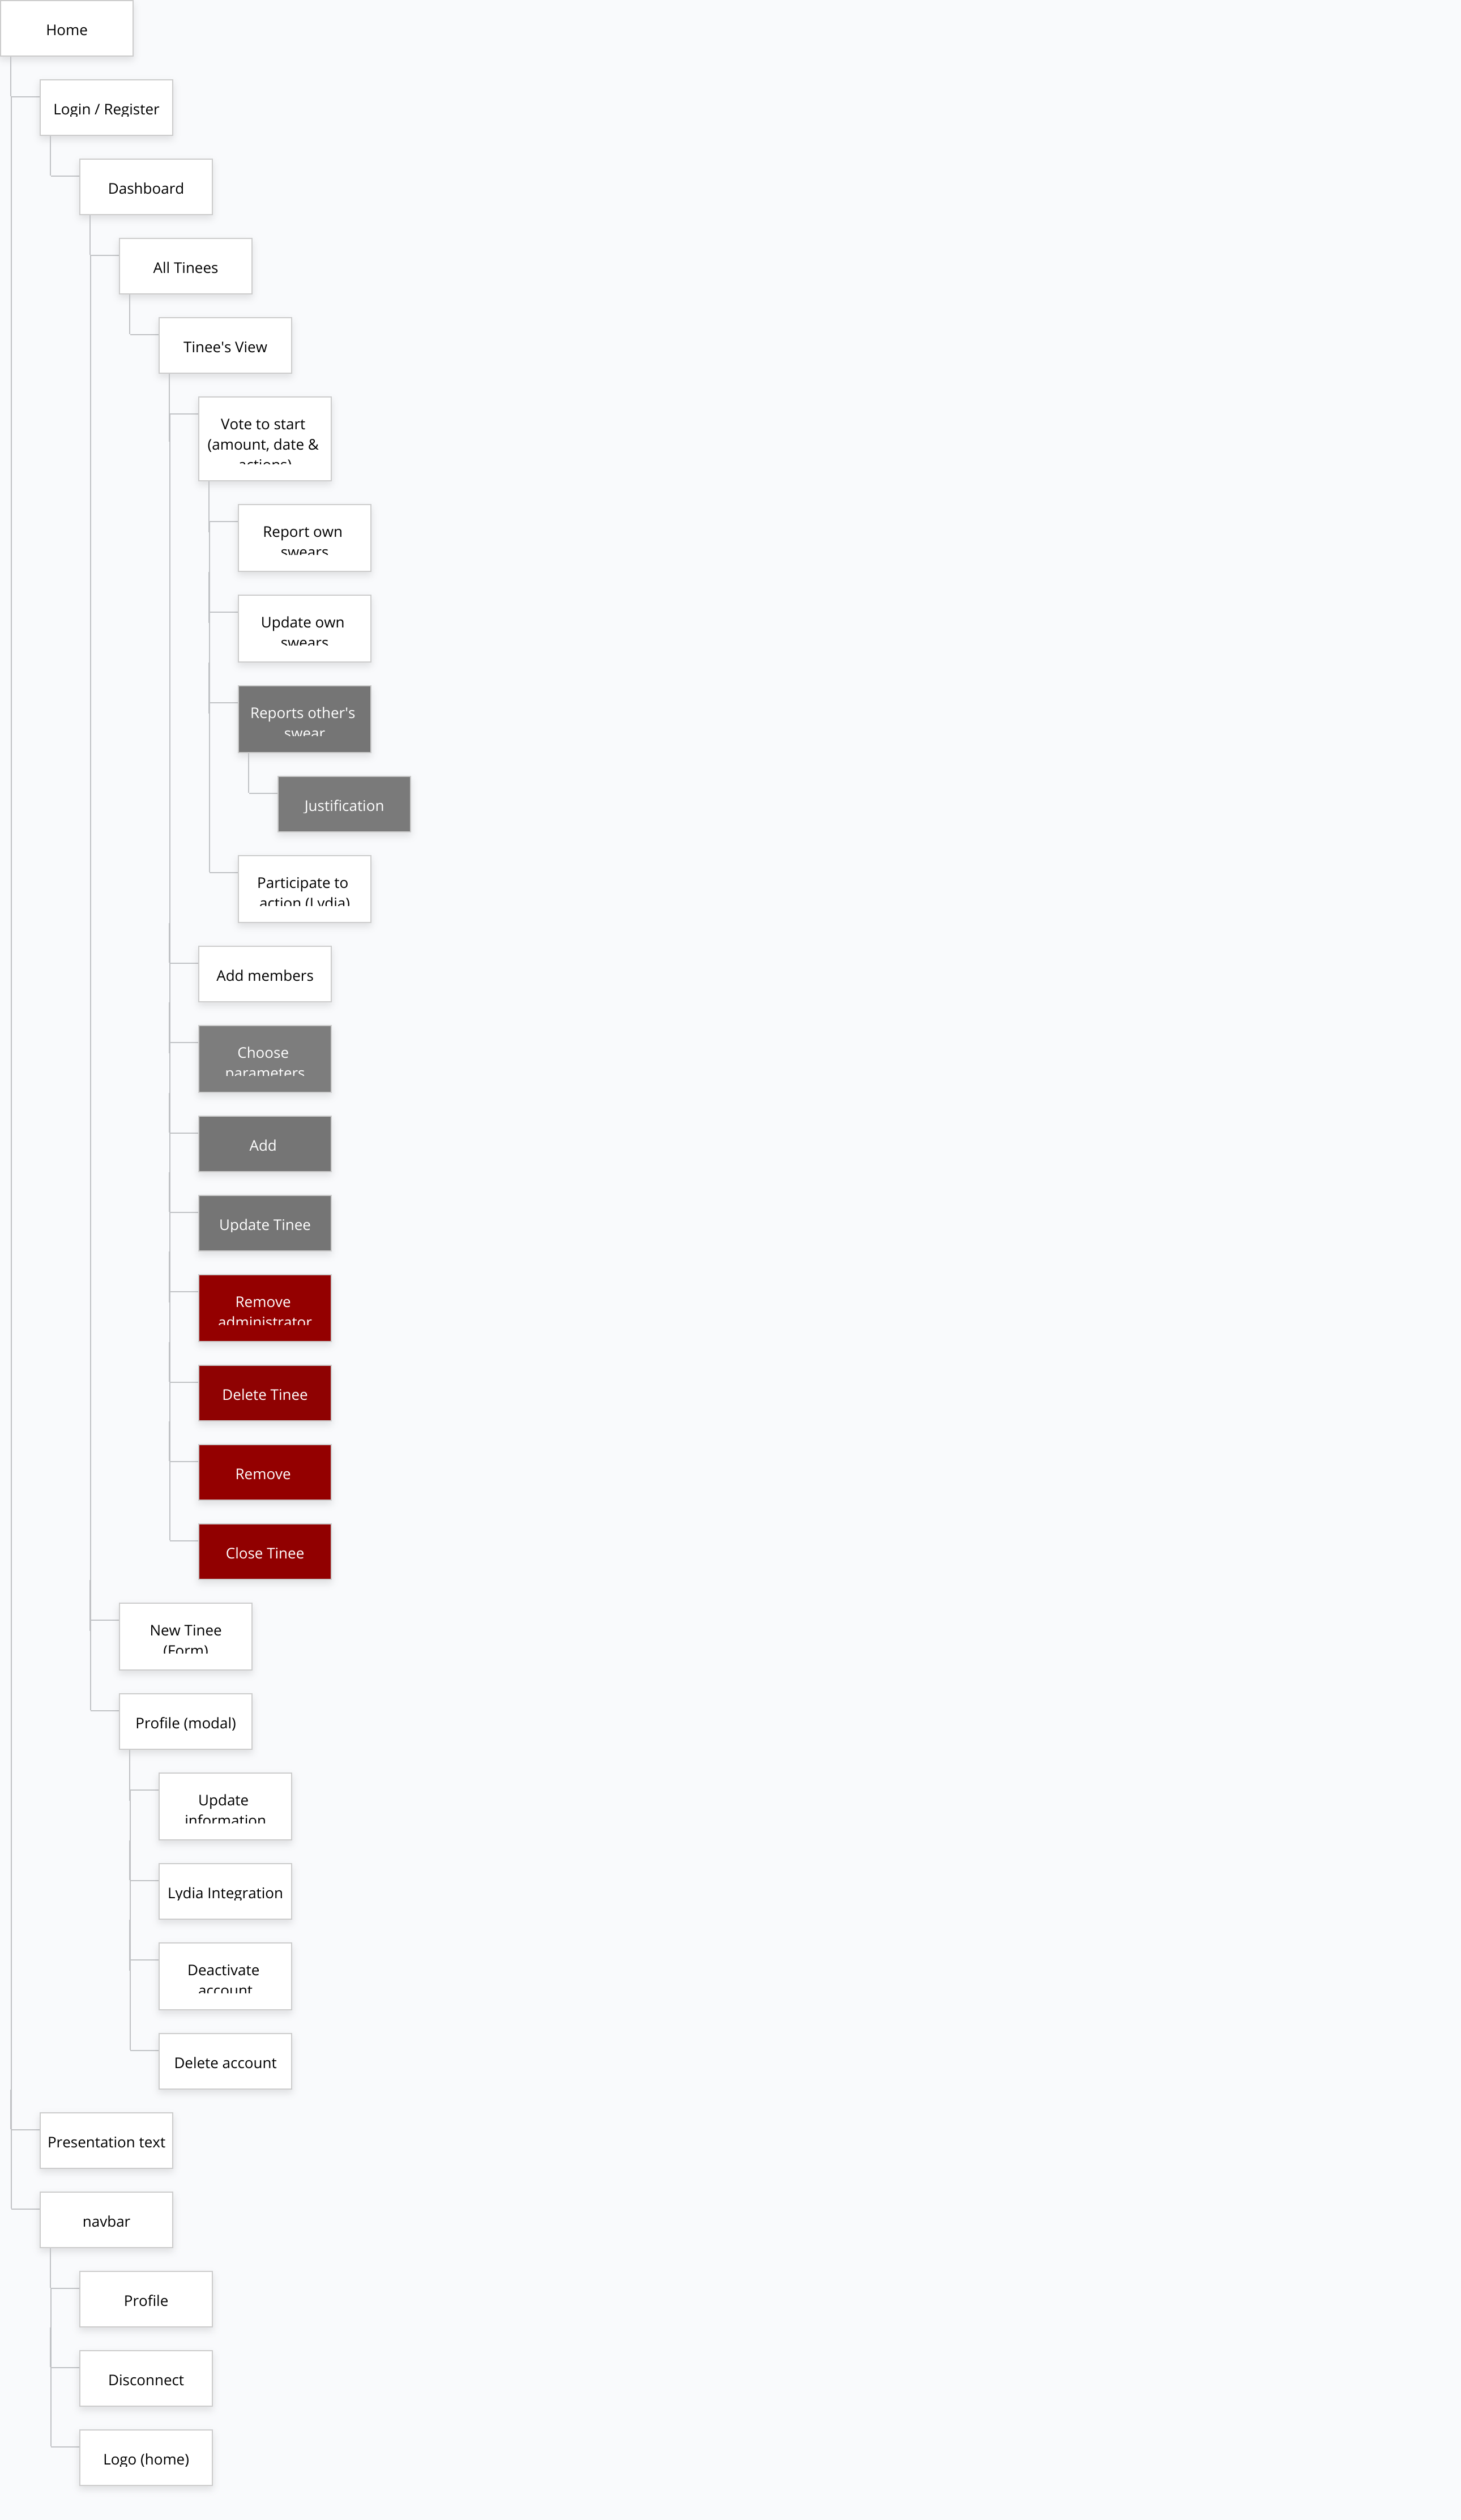 Home
Login / Register
Dashboard
All Tinees
Tinee's View
Vote to start
(amount, date &
actions)
Report own
swears
Update own
swears
Reports other's
swear
Justification
Participate to
action (Lydia)
Add members
Choose
parameters
Add
Update Tinee
Remove
administrator
Delete Tinee
Remove
Close Tinee
New Tinee
(Form)
Profile (modal)
Update
information
Lydia Integration
Deactivate
account
Delete account
Presentation text
navbar
Profile
Disconnect
Logo (home)